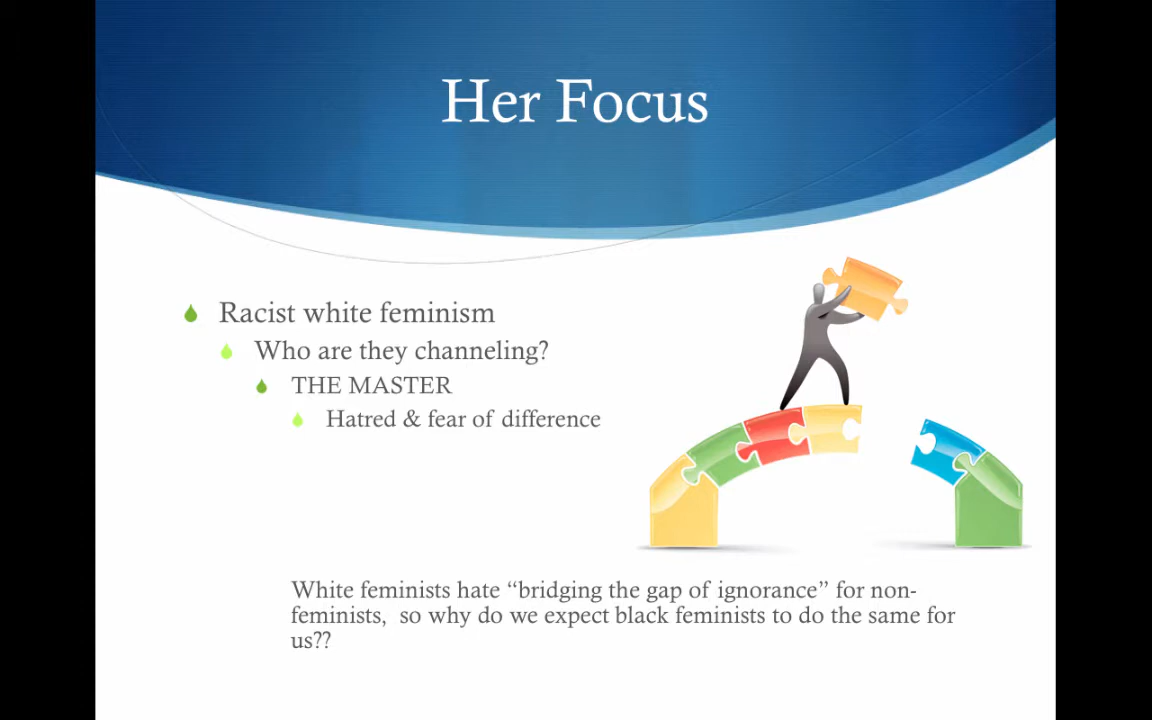 Her Focus
Racist white feminism
Who are they channeling?
THE MASTER
Hatred & fear of difference
White feminists hate “bridging the gap of ignorance” for non-
feminists,  so why do we expect black feminists to do the same for
us??